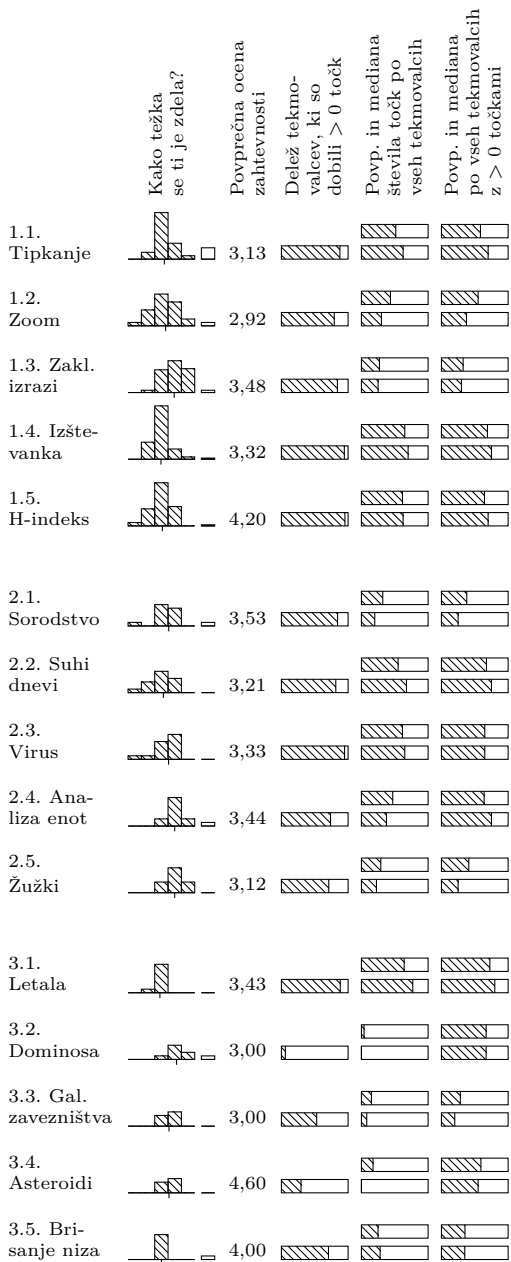 Kako težka
se ti je zdela?
Povprečna ocena
zahtevnosti
Delež tekmo-
valcev, ki so
dobili > 0 točk
Povp. in mediana
števila točk po
vseh tekmovalcih
Povp. in mediana
po vseh tekmovalcih
z > 0 točkami
1.1.
Tipkanje 3,13
1.2.
Zoom 2,92
1.3. Zakl.
izrazi 3,48
1.4. Izšte-
vanka 3,32
1.5.
H-indeks 4,20
2.1.
Sorodstvo 3,53
2.2. Suhi
dnevi 3,21
2.3.
Virus 3,33
2.4. Ana-
liza enot 3,44
2.5.
Žužki 3,12
3.1.
Letala 3,43
3.2.
Dominosa 3,00
3.3. Gal.
zavezništva 3,00
3.4.
Asteroidi 4,60
3.5. Bri-
sanje niza 4,00